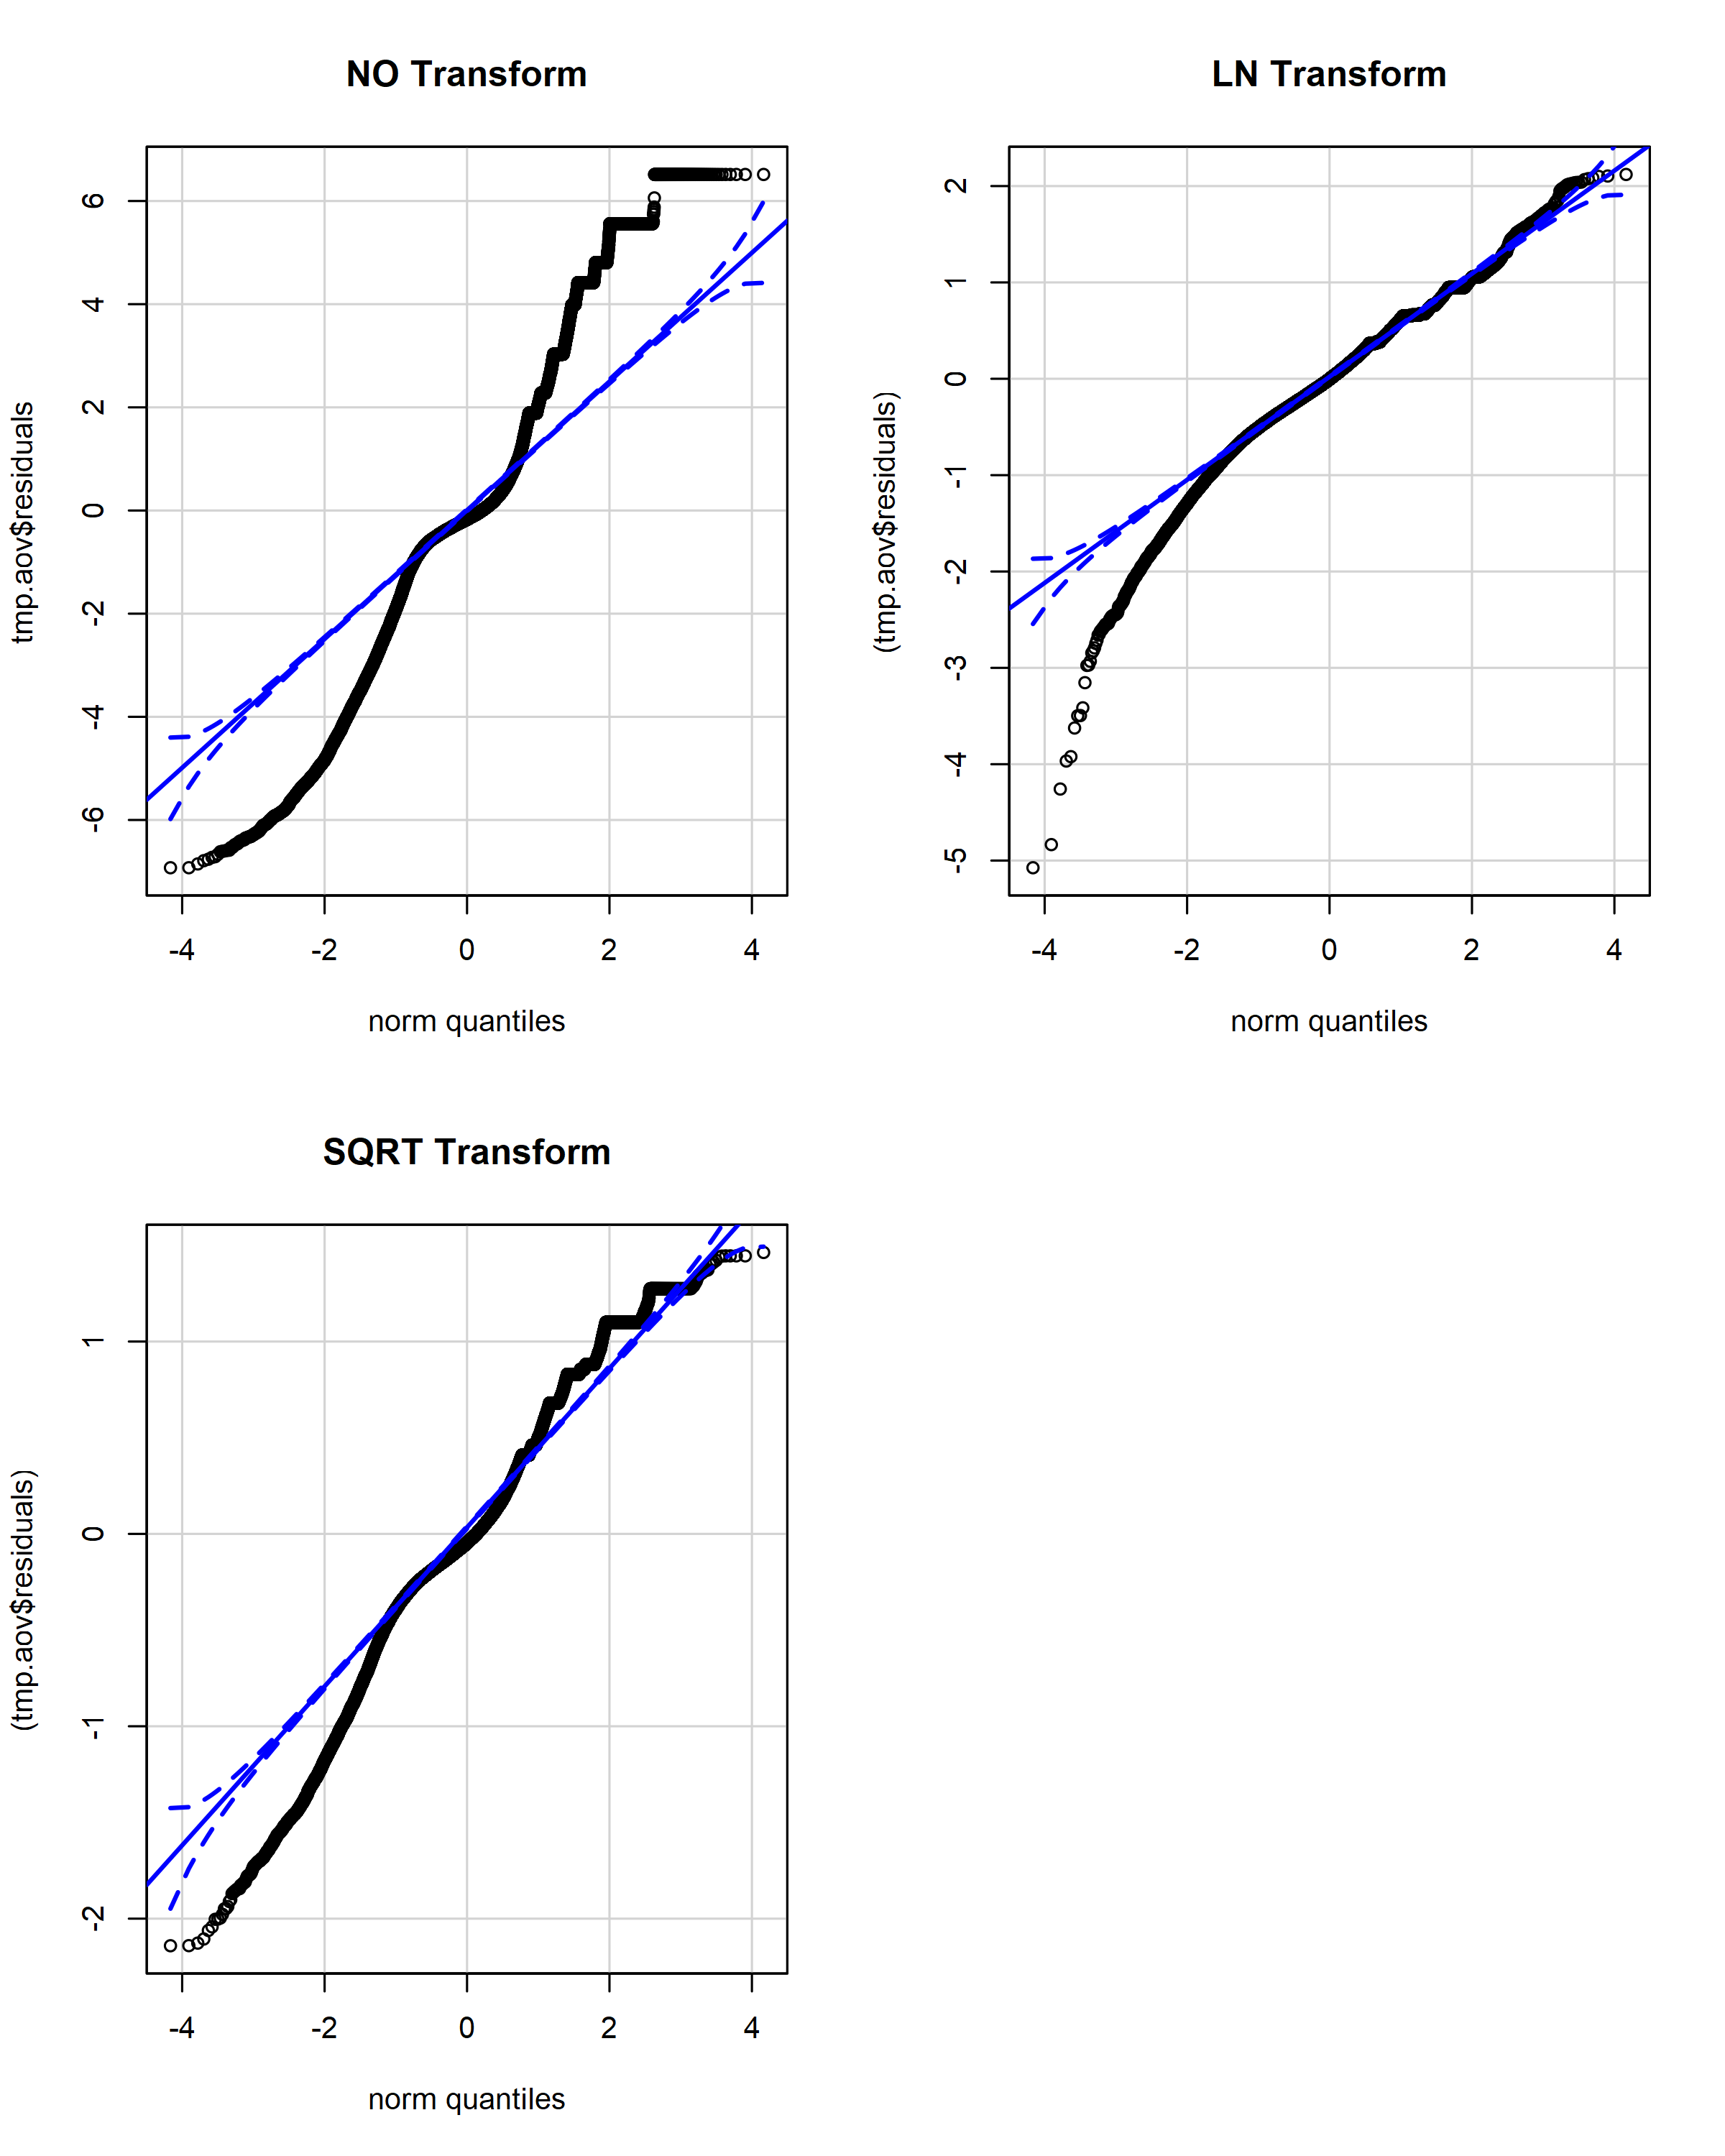 NO Transform
tmp.aov$residuals
6
4
2
0
-2
-4
-6
-4 -2 0 2 4
norm quantiles
LN Transform
(tmp.aov$residuals)
2
1
0
-1
-2
-3
-4
-5
-4 -2 0 2 4
norm quantiles
SQRT Transform
(tmp.aov$residuals)
1
0
-1
-2
-4 -2 0 2 4
norm quantiles